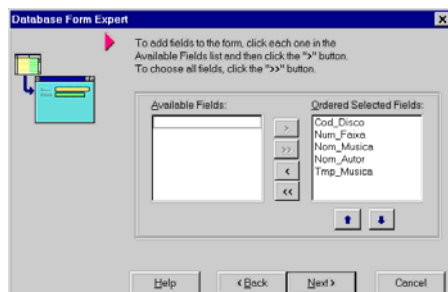 Database Form Expert
To add fields to the form, click each one in the
Available Fields list and then click the ">" button.
To choose all fields, click the ">>" button.
Available Fields:
Ordered Selected Fields:
>
>>
<
<<
Cod_Disco
Num_Faixa
Nom_Musica
Nom_Autor
Tmp_Musica
Help
< Back
Next >
Cancel